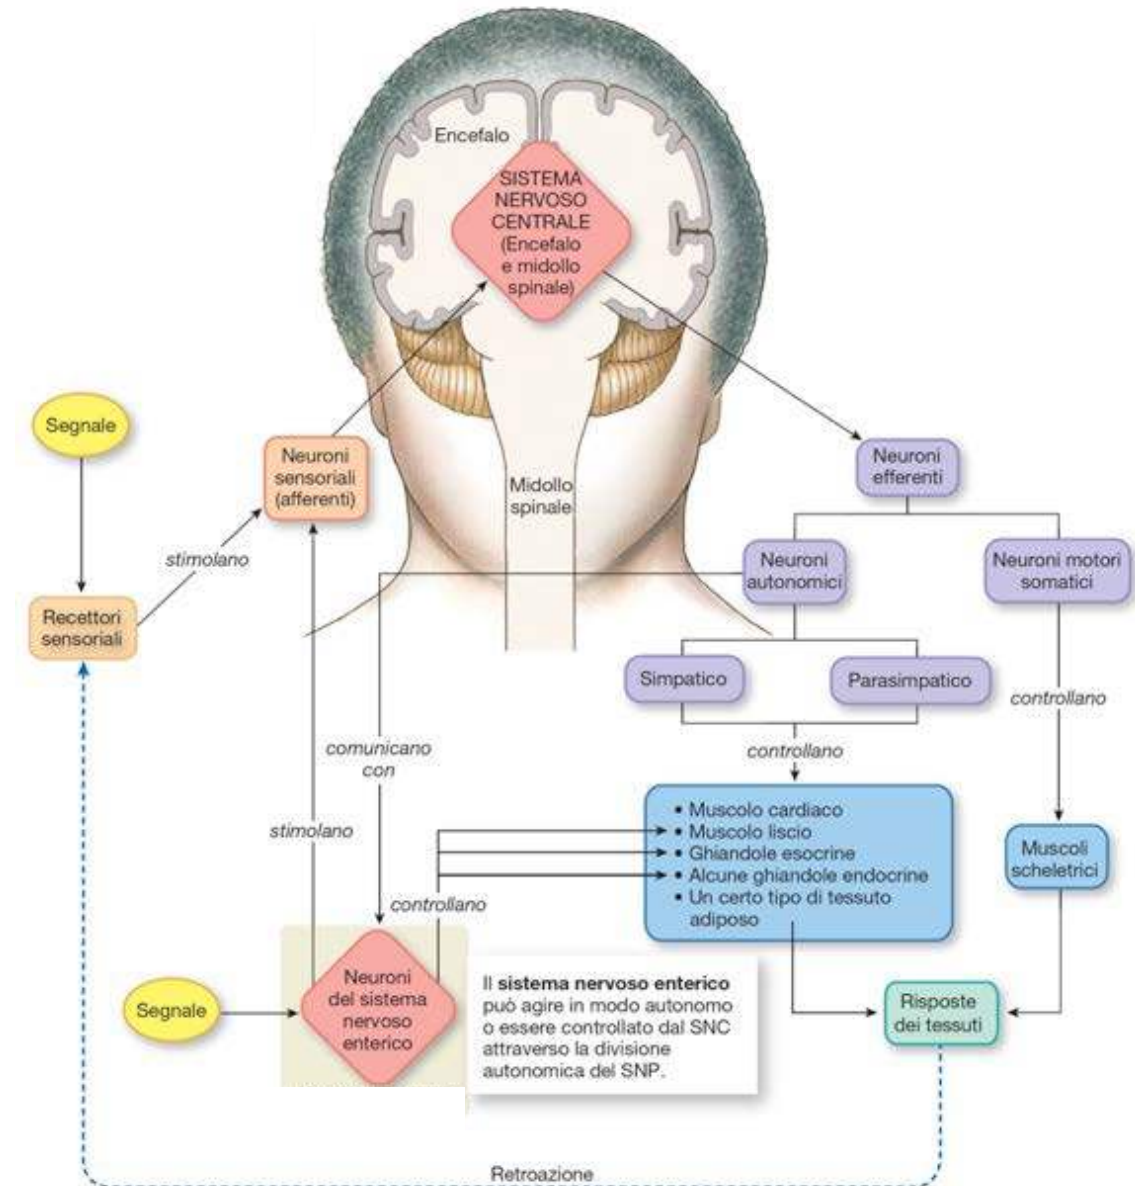 Encefalo
SISTEMA
NERVOSO
CENTRALE
(Encefalo
e midollo
spinale)
Segnale
Neuroni
sensoriali
(afferenti)
Neuroni
efferenti
Midollo
spinale
stimolano
Neuroni
autonomici
Neuroni motori
somatici
Recettori
sensoriali
Simpatico
Parasimpatico
controllano
comunicano
con
controllano
stimolano
• Muscolo cardiaco
• Muscolo liscio
• Ghiandole esocrine
• Alcune ghiandole endocrine
• Un certo tipo di tessuto
adiposo
Muscoli
scheletrici
controllano
Segnale
Neuroni
del sistema
nervoso
enterico
Il sistema nervoso enterico
può agire in modo autonomo
o essere controllato dal SNC
attraverso la divisione
autonomica del SNP.
Risposte
dei tessuti
Retroazione